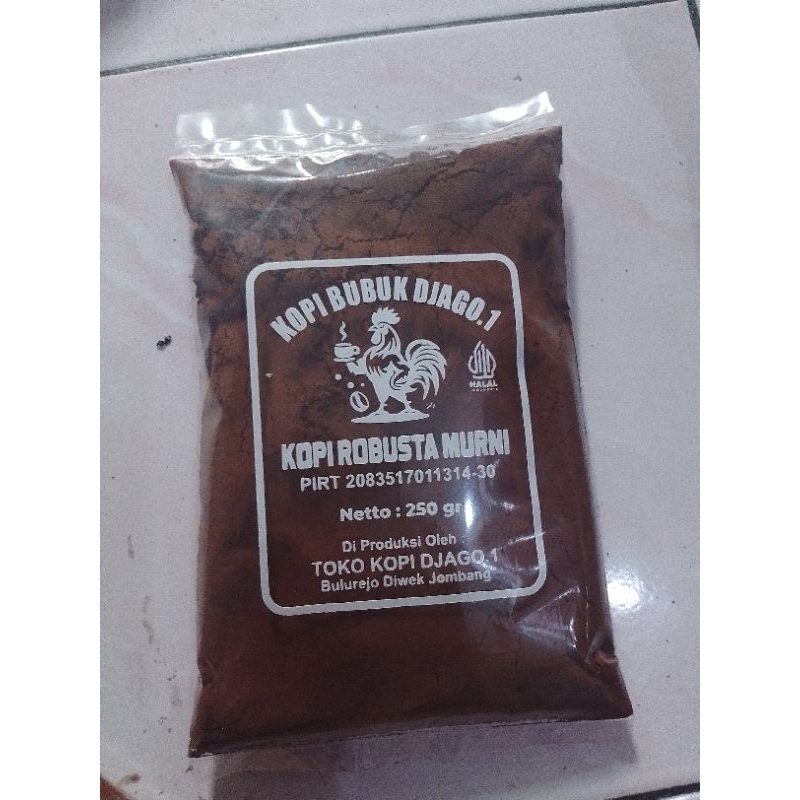 KOPI BUBUK DJAGO.1
HALAL
INDONESIA
KOPI ROBUSTA MURNI
PIRT 2083517011314-30
Netto : 250 gr
Di Produksi Oleh :
TOKO KOPI DJAGO.1
Bulurejo Diwek Jombang